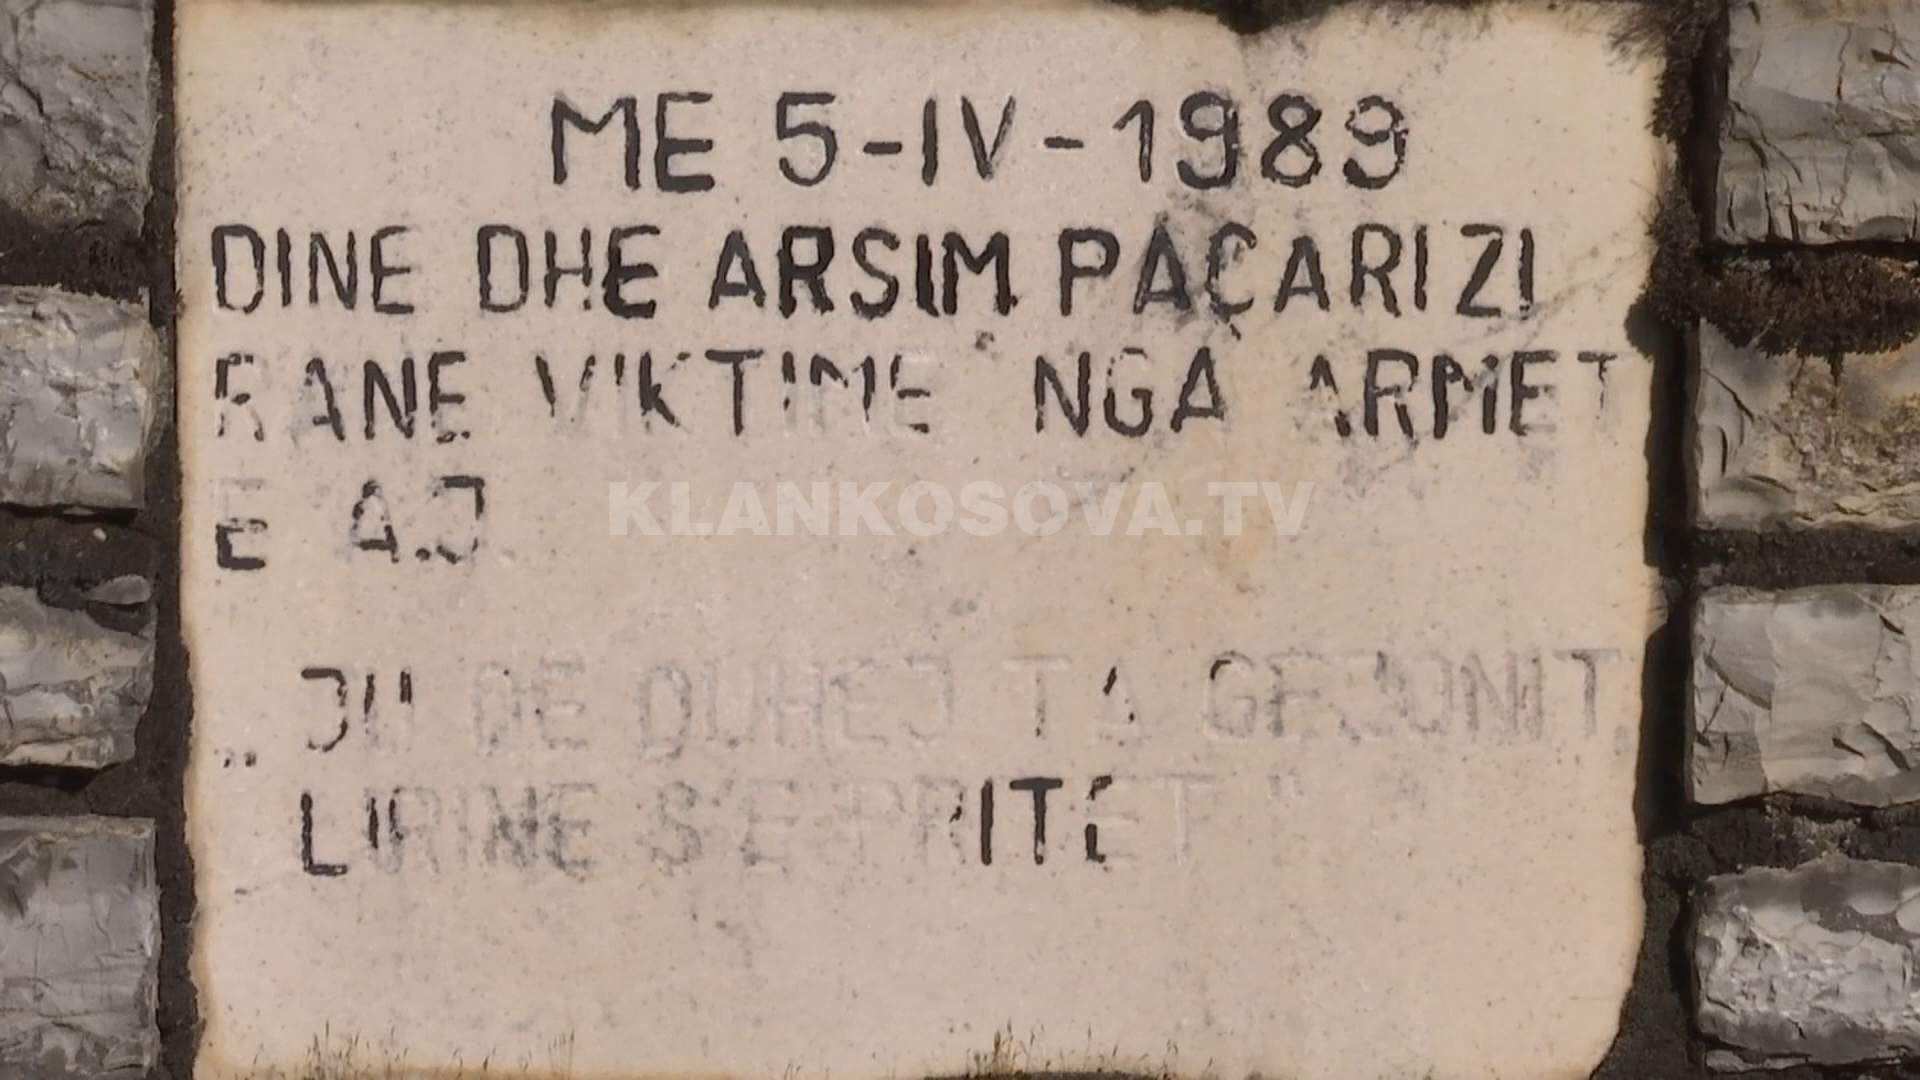 ME 5-IV-1989
DINE DHE ARSIM PAÇARIZI
RANE VIKTIME NGA ARMET
E A.J
KLANKOSOVA.TV
„JU QE DUHEJ TA GEZONIT,
LIRINE S'E PRITET"